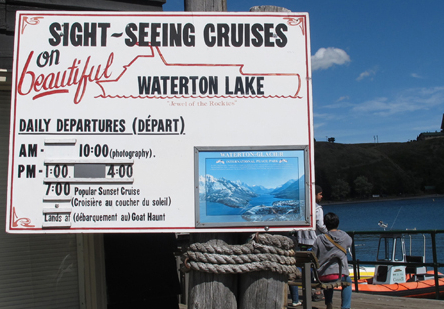 SIGHT-SEEING CRUISES
on beautiful
WATERTON LAKE
"Jewel of the Rockies"
DAILY DEPARTURES (DÉPART)
AM - 10:00 (photography).
PM - 1:00 4:00
7:00 Popular Sunset Cruise
(Croisière au coucher du soleil)
Lands at (débarquement au) Goat Haunt
WATERTON GLACIER